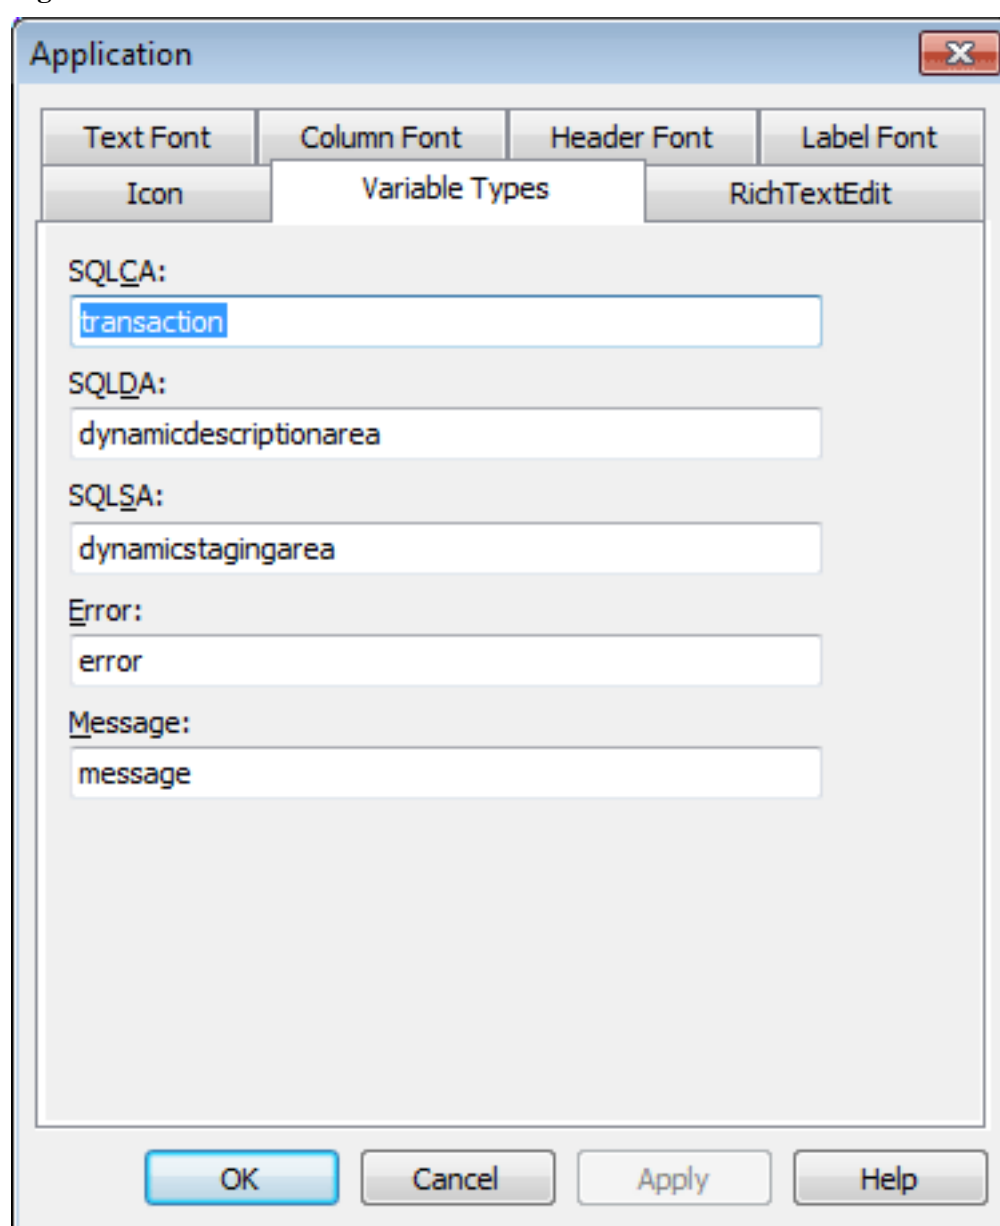 Application
Text Font Column Font Header Font Label Font
Icon Variable Types RichTextEdit
SQLCA:
transaction
SQLDA:
dynamicdescriptionarea
SQLSA:
dynamicstagingarea
Error:
error
Message:
message
OK Cancel Apply Help